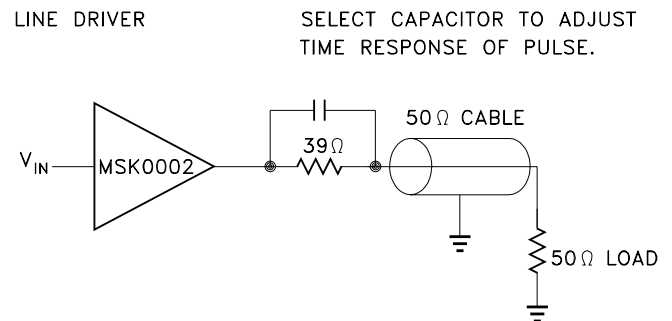 LINE DRIVER
SELECT CAPACITOR TO ADJUST
TIME RESPONSE OF PULSE.
50Ω CABLE
39Ω
VIN
MSK0002
50Ω LOAD